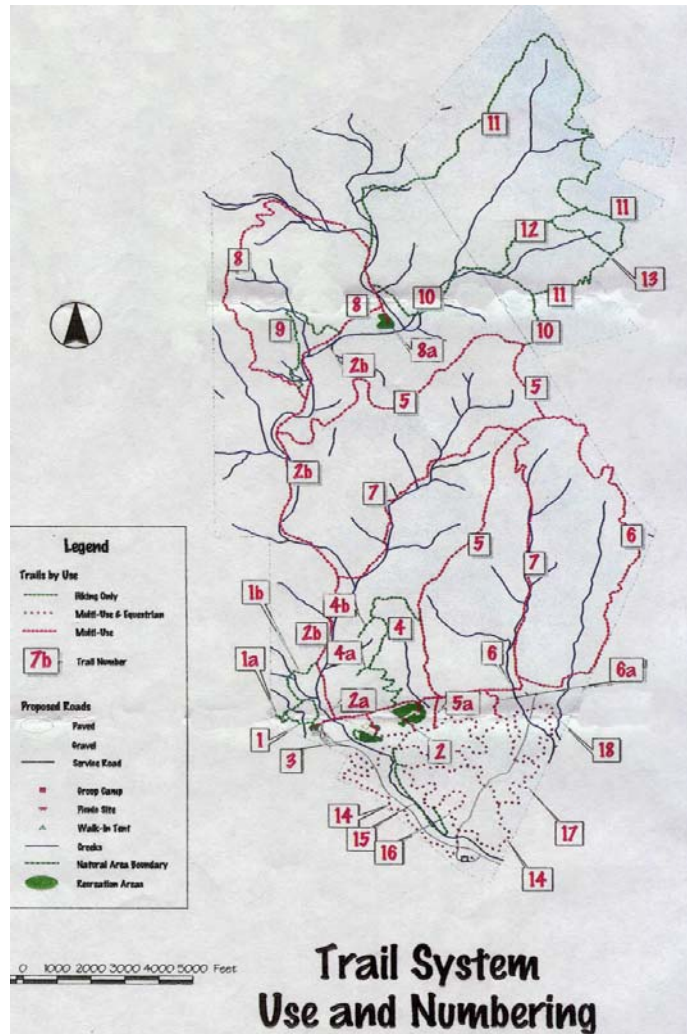 11
11
12
13
8
8
10
11
9
10
8a
2b
5
5
2b
7
5
6
7
1b
4b
4
2b
4a
6
1a
6a
2a
5a
1
2
3
18
14
15
17
16
14
Legend
Trails by Use
Hiking Only
Multi-Use & Equestrian
Multi-Use
7b Trail Number
Proposed Roads
Paved
Gravel
Service Road
Group Camp
Picnic Site
Walk-In Tent
Creeks
Natural Area Boundary
Recreation Areas
0 1000 2000 3000 4000 5000 Feet
Trail System
Use and Numbering